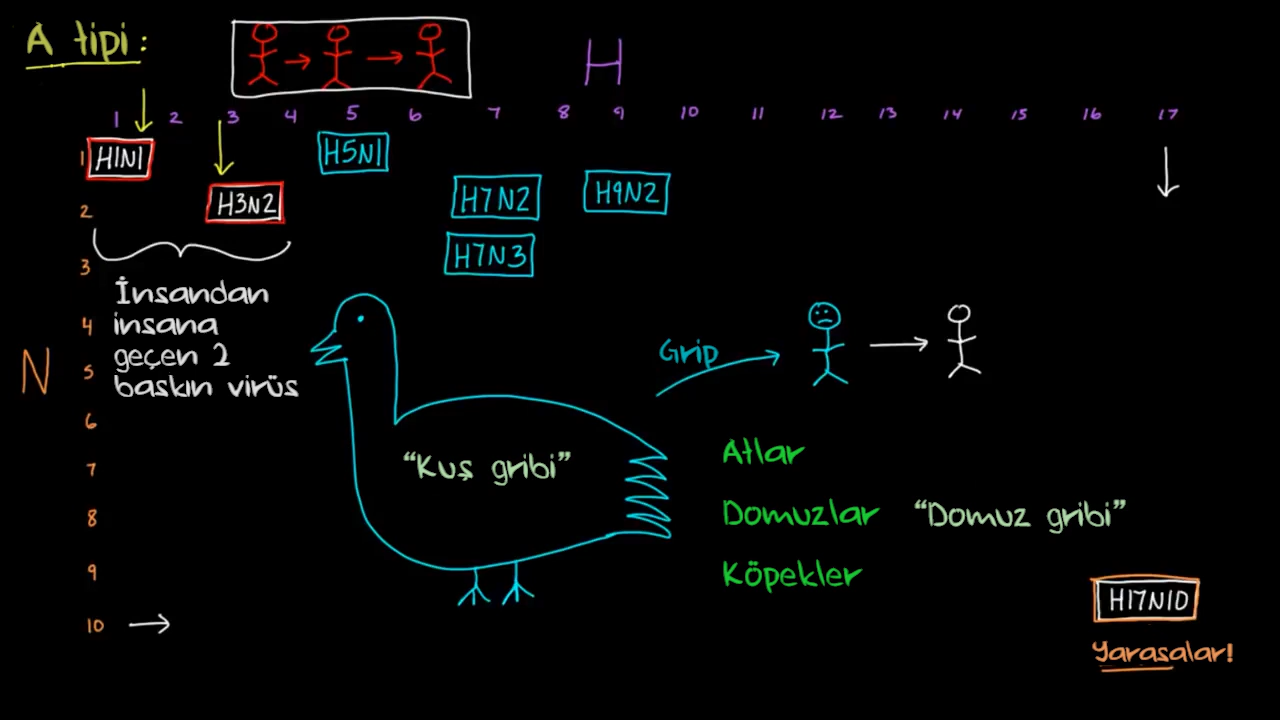 A tipi:
H
1 2 3 4 5 6 7 8 9 10 11 12 13 14 15 16 17
1 H1N1 H5N1
2 H3N2 H7N2 H9N2
3 H7N3
İnsandan
4 insana
geçen 2
N 5 baskın virüs
Grip
6
7 "Kuş gribi" Atlar
8 Domuzlar "Domuz gribi"
9 Köpekler
10 H17N10
Yarasalar!